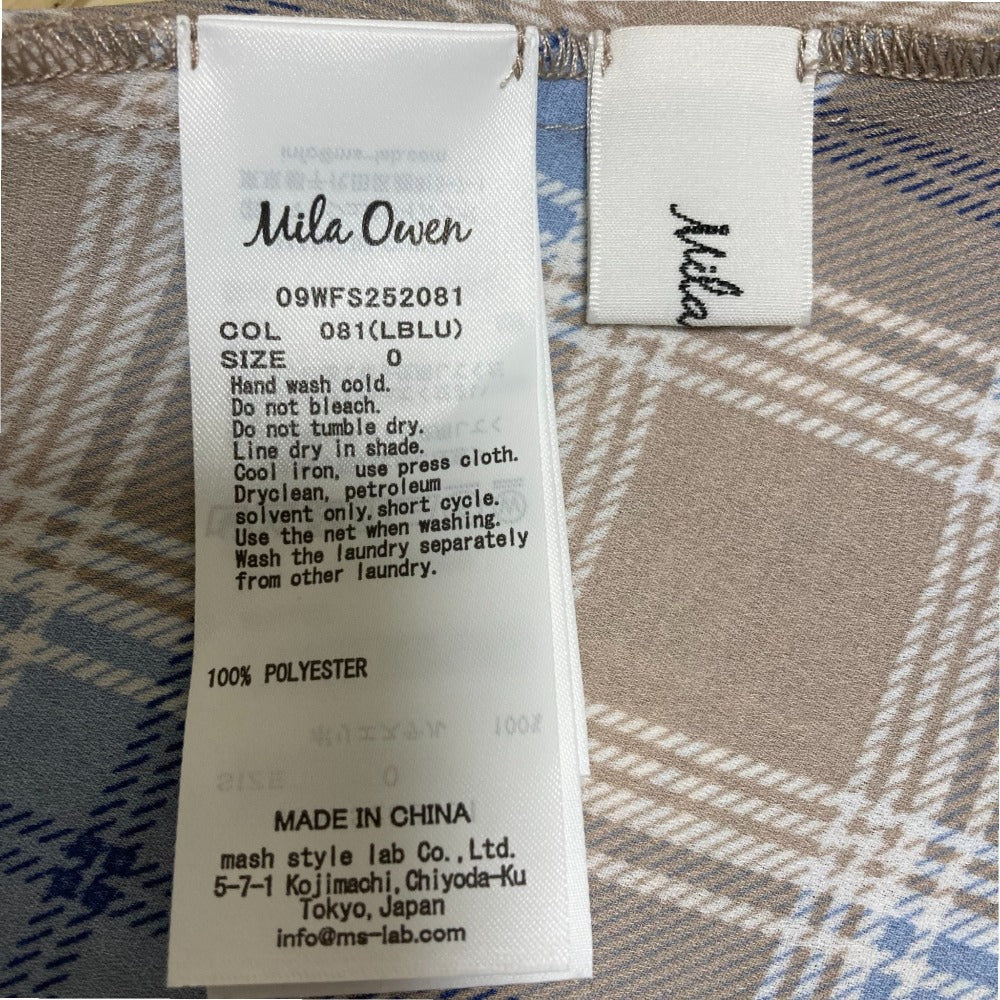 Mila Owen
09WFS252081
COL 081(LBLU)
SIZE 0
Hand wash cold.
Do not bleach.
Do not tumble dry.
Line dry in shade.
Cool iron, use press cloth.
Dryclean, petroleum
solvent only,short cycle.
Use the net when washing.
Wash the laundry separately
from other laundry.
100% POLYESTER
MADE IN CHINA
mash style lab Co.,Ltd.
5-7-1 Kojimachi,Chiyoda-Ku
Tokyo,Japan
info@ms-lab.com
Mila